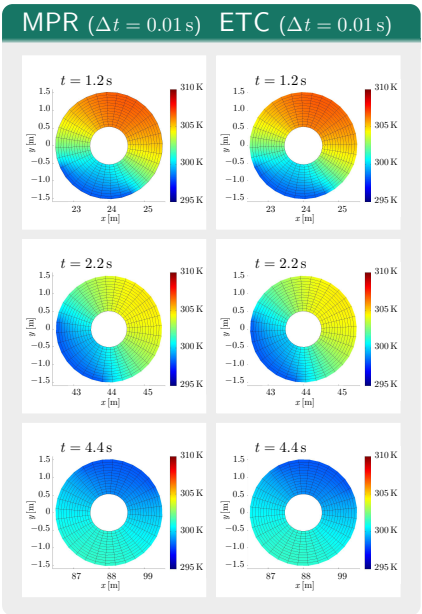 MPR (Δt = 0.01 s) ETC (Δt = 0.01 s)
t = 1.2 s
310 K
305 K
300 K
295 K
1.5
1.0
0.5
0
−0.5
−1.0
−1.5
y [m]
23 24 25
x [m]
t = 1.2 s
310 K
305 K
300 K
295 K
1.5
1.0
0.5
0
−0.5
−1.0
−1.5
y [m]
23 24 25
x [m]
t = 2.2 s
310 K
305 K
300 K
295 K
1.5
1.0
0.5
0
−0.5
−1.0
−1.5
y [m]
43 44 45
x [m]
t = 2.2 s
310 K
305 K
300 K
295 K
1.5
1.0
0.5
0
−0.5
−1.0
−1.5
y [m]
43 44 45
x [m]
t = 4.4 s
310 K
305 K
300 K
295 K
1.5
1.0
0.5
0
−0.5
−1.0
−1.5
y [m]
87 88 99
x [m]
t = 4.4 s
310 K
305 K
300 K
295 K
1.5
1.0
0.5
0
−0.5
−1.0
−1.5
y [m]
87 88 99
x [m]